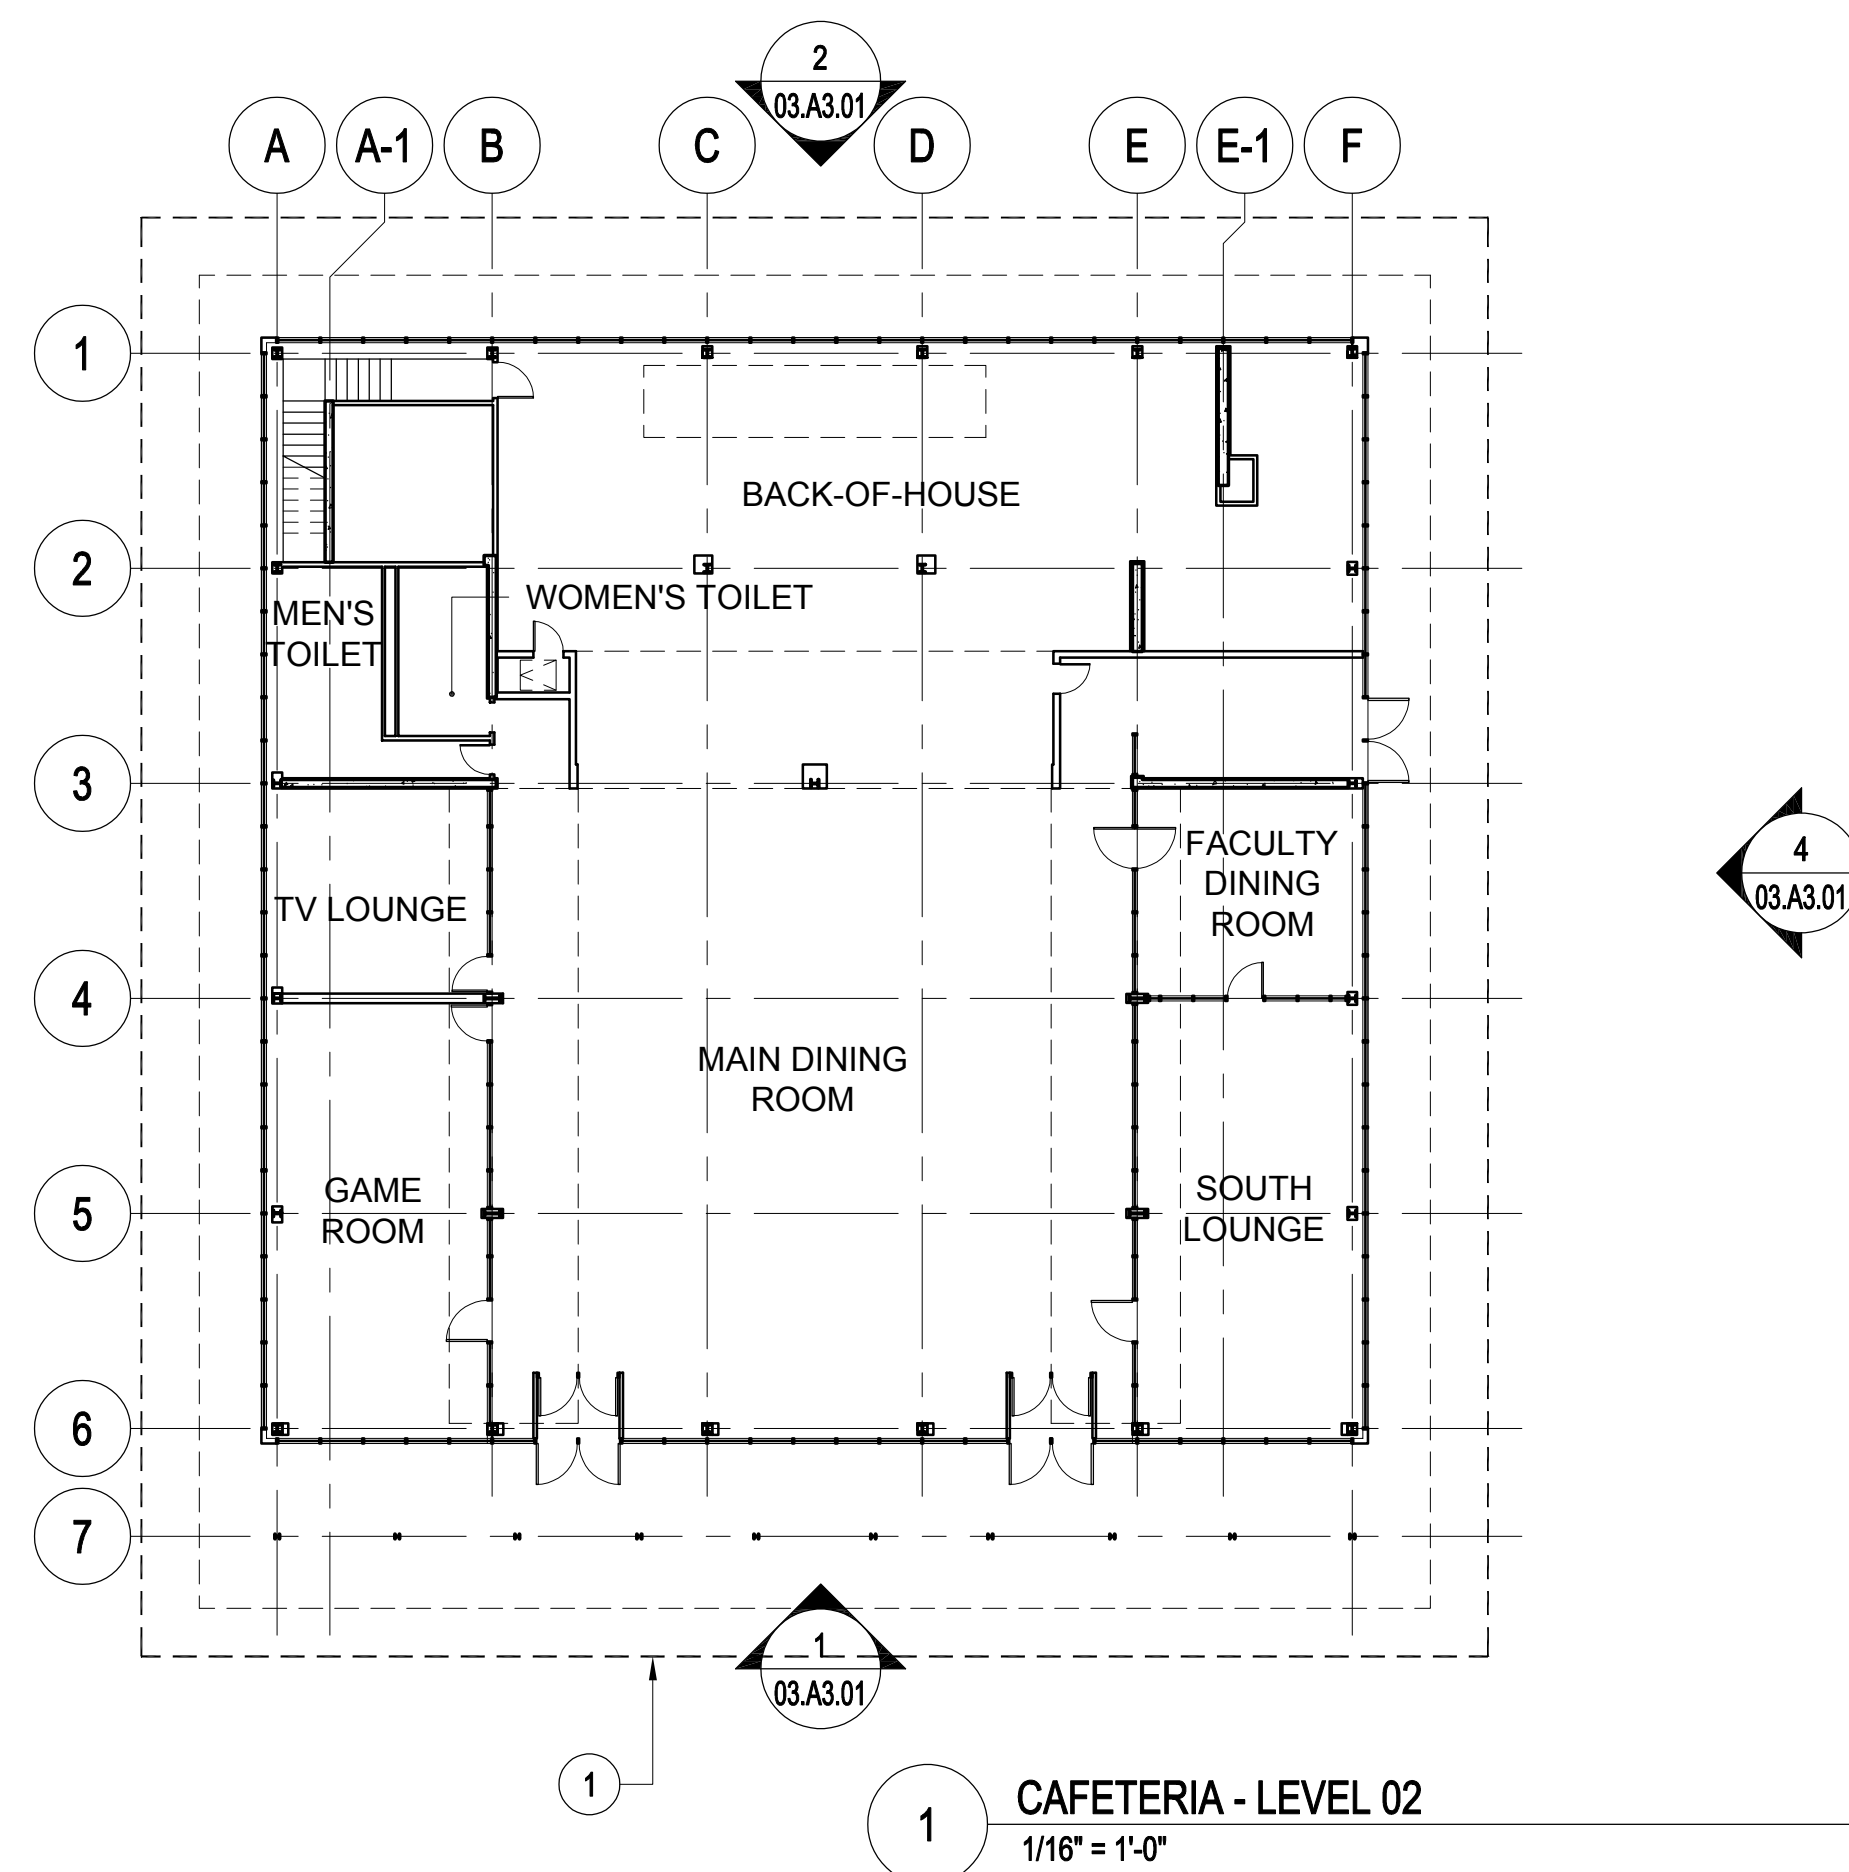 2
03.A3.01
A
A-1
B
C
D
E
E-1
F
1
2
3
4
5
6
7
BACK-OF-HOUSE
WOMEN'S TOILET
MEN'S
TOILET
FACULTY
DINING
ROOM
TV LOUNGE
4
03.A3.01
MAIN DINING
ROOM
GAME
ROOM
SOUTH
LOUNGE
1
03.A3.01
1
1
CAFETERIA - LEVEL 02
1/16" = 1'-0"